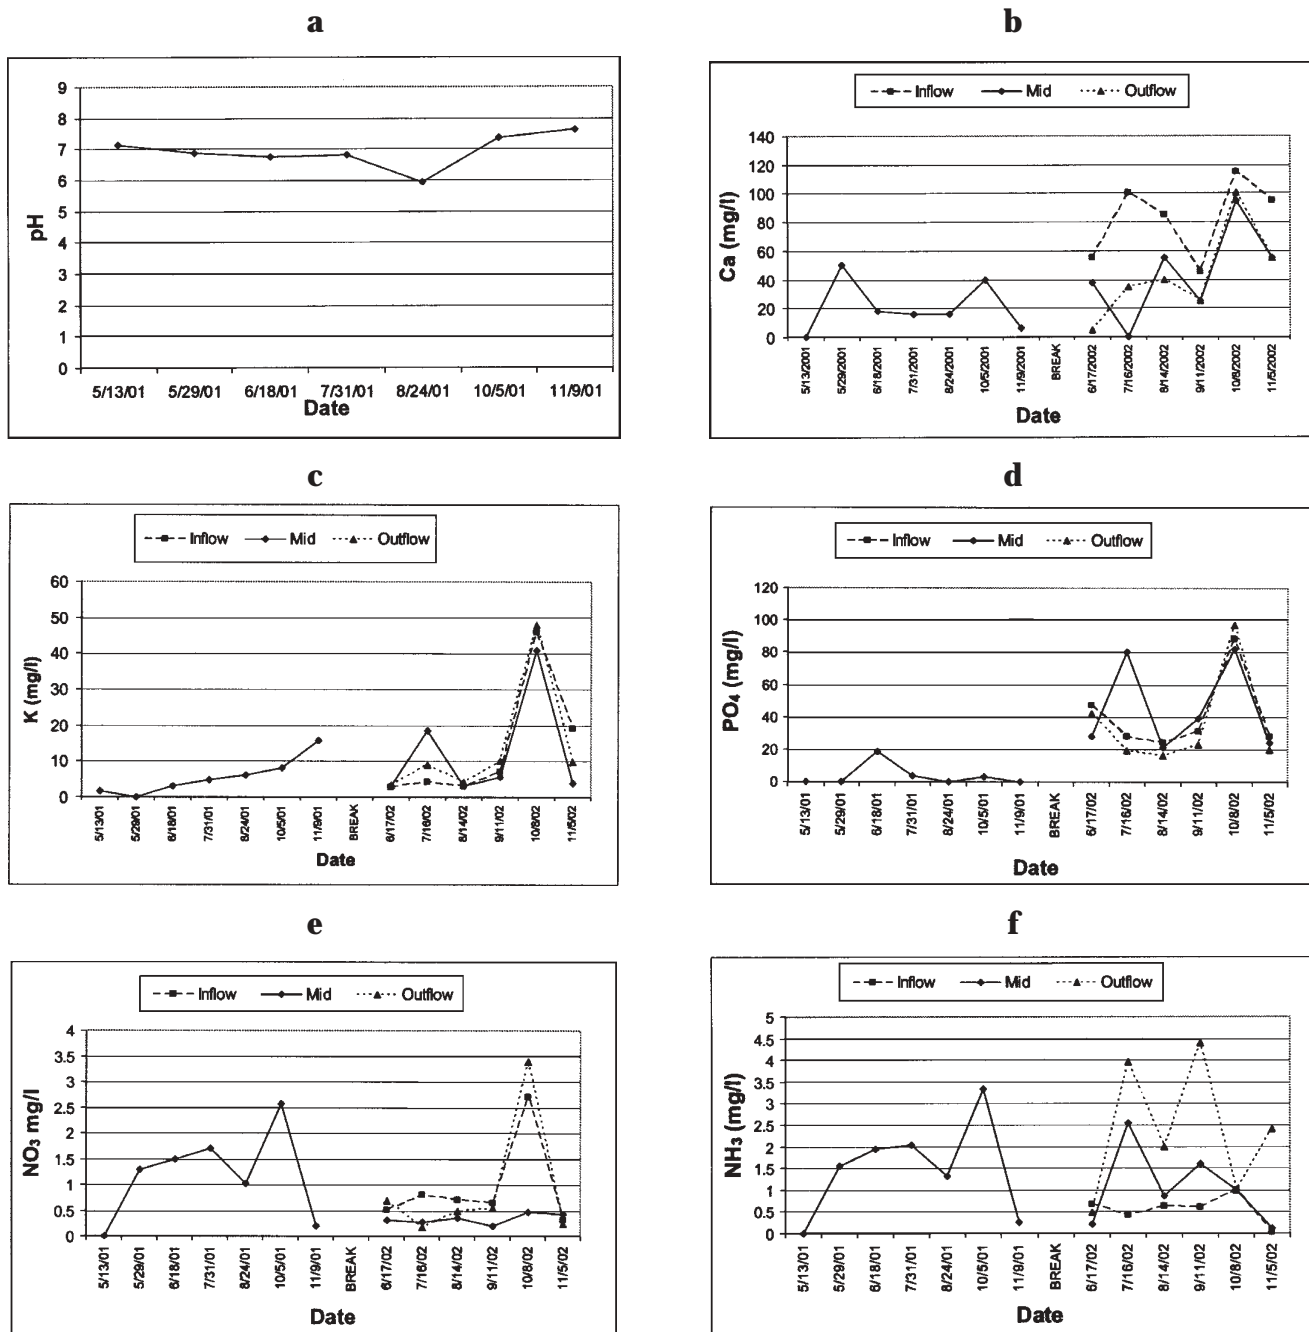 a
9
8
7
6
5
4
3
2
1
0
pH
5/13/01 5/29/01 6/18/01 7/31/01 8/24/01 10/5/01 11/9/01
Date
b
Inflow Mid Outflow
140
120
100
80
60
40
20
0
Ca (mg/l)
5/13/2001 5/29/2001 6/18/2001 7/31/2001 8/24/2001 10/5/2001 11/9/2001 BREAK 6/17/2002 7/16/2002 8/14/2002 9/11/2002 10/8/2002 11/5/2002
Date
c
Inflow Mid Outflow
60
50
40
30
20
10
0
K (mg/l)
5/13/01 5/29/01 6/18/01 7/31/01 8/24/01 10/5/01 11/9/01 BREAK 6/17/02 7/16/02 8/14/02 9/11/02 10/8/02 11/5/02
Date
d
Inflow Mid Outflow
120
100
80
60
40
20
0
PO₄ (mg/l)
5/13/01 5/29/01 6/18/01 7/31/01 8/24/01 10/5/01 11/9/01 BREAK 6/17/02 7/16/02 8/14/02 9/11/02 10/8/02 11/5/02
Date
e
Inflow Mid Outflow
4
3.5
3
2.5
2
1.5
1
0.5
0
NO₃ mg/l
5/13/01 5/29/01 6/18/01 7/31/01 8/24/01 10/5/01 11/9/01 BREAK 6/17/02 7/16/02 8/14/02 9/11/02 10/8/02 11/5/02
Date
f
Inflow Mid Outflow
5
4.5
4
3.5
3
2.5
2
1.5
1
0.5
0
NH₃ (mg/l)
5/13/01 5/29/01 6/18/01 7/31/01 8/24/01 10/5/01 11/9/01 BREAK 6/17/02 7/16/02 8/14/02 9/11/02 10/8/02 11/5/02
Date